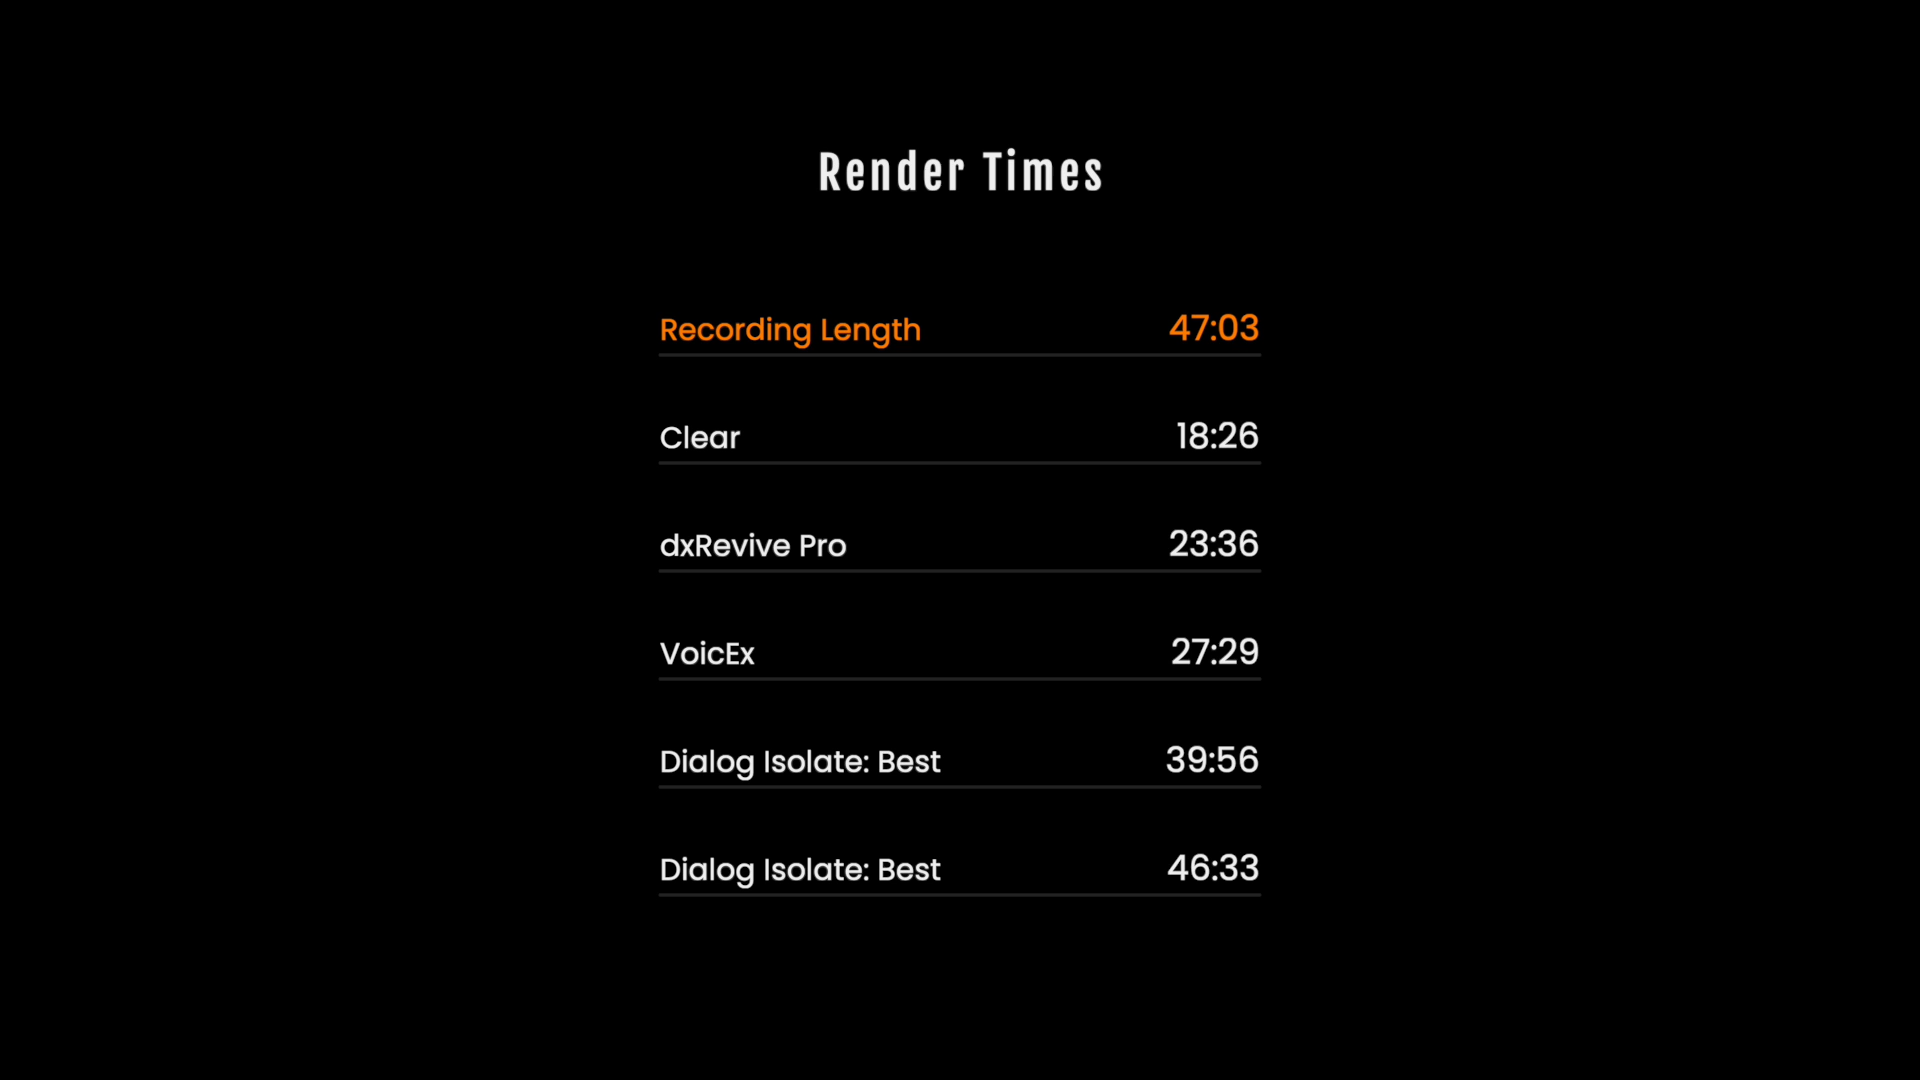 Render Times
Recording Length 47:03
Clear 18:26
dxRevive Pro 23:36
VoicEx 27:29
Dialog Isolate: Best 39:56
Dialog Isolate: Best 46:33